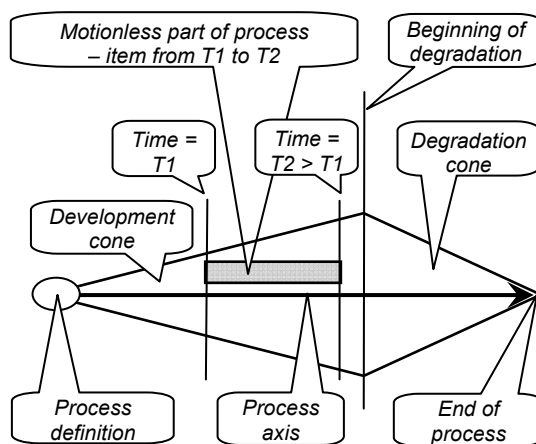 Motionless part of process
– item from T1 to T2
Beginning of
degradation
Time =
T1
Time =
T2 > T1
Degradation
cone
Development
cone
Process
definition
Process
axis
End of
process